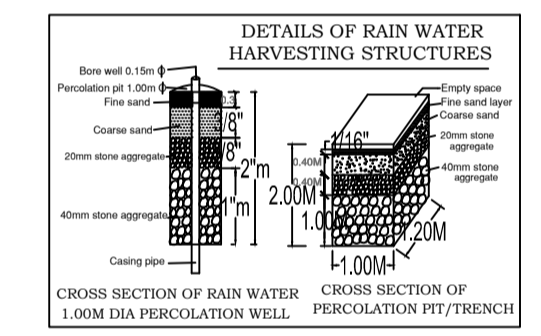 DETAILS OF RAIN WATER
HARVESTING STRUCTURES
Bore well 0.15m ф
Percolation pit 1.00m ф
Fine sand
Coarse sand
20mm stone aggregate
40mm stone aggregate
Casing pipe
0.3
/8"
/8"
2"m
1"m
CROSS SECTION OF RAIN WATER
1.00M DIA PERCOLATION WELL
Empty space
Fine sand layer
Coarse sand
20mm stone
aggregate
40mm stone
aggregate
1/16"
0.40M
0.40M
2.00M
1.00M
1.20M
1.00M
CROSS SECTION OF
PERCOLATION PIT/TRENCH